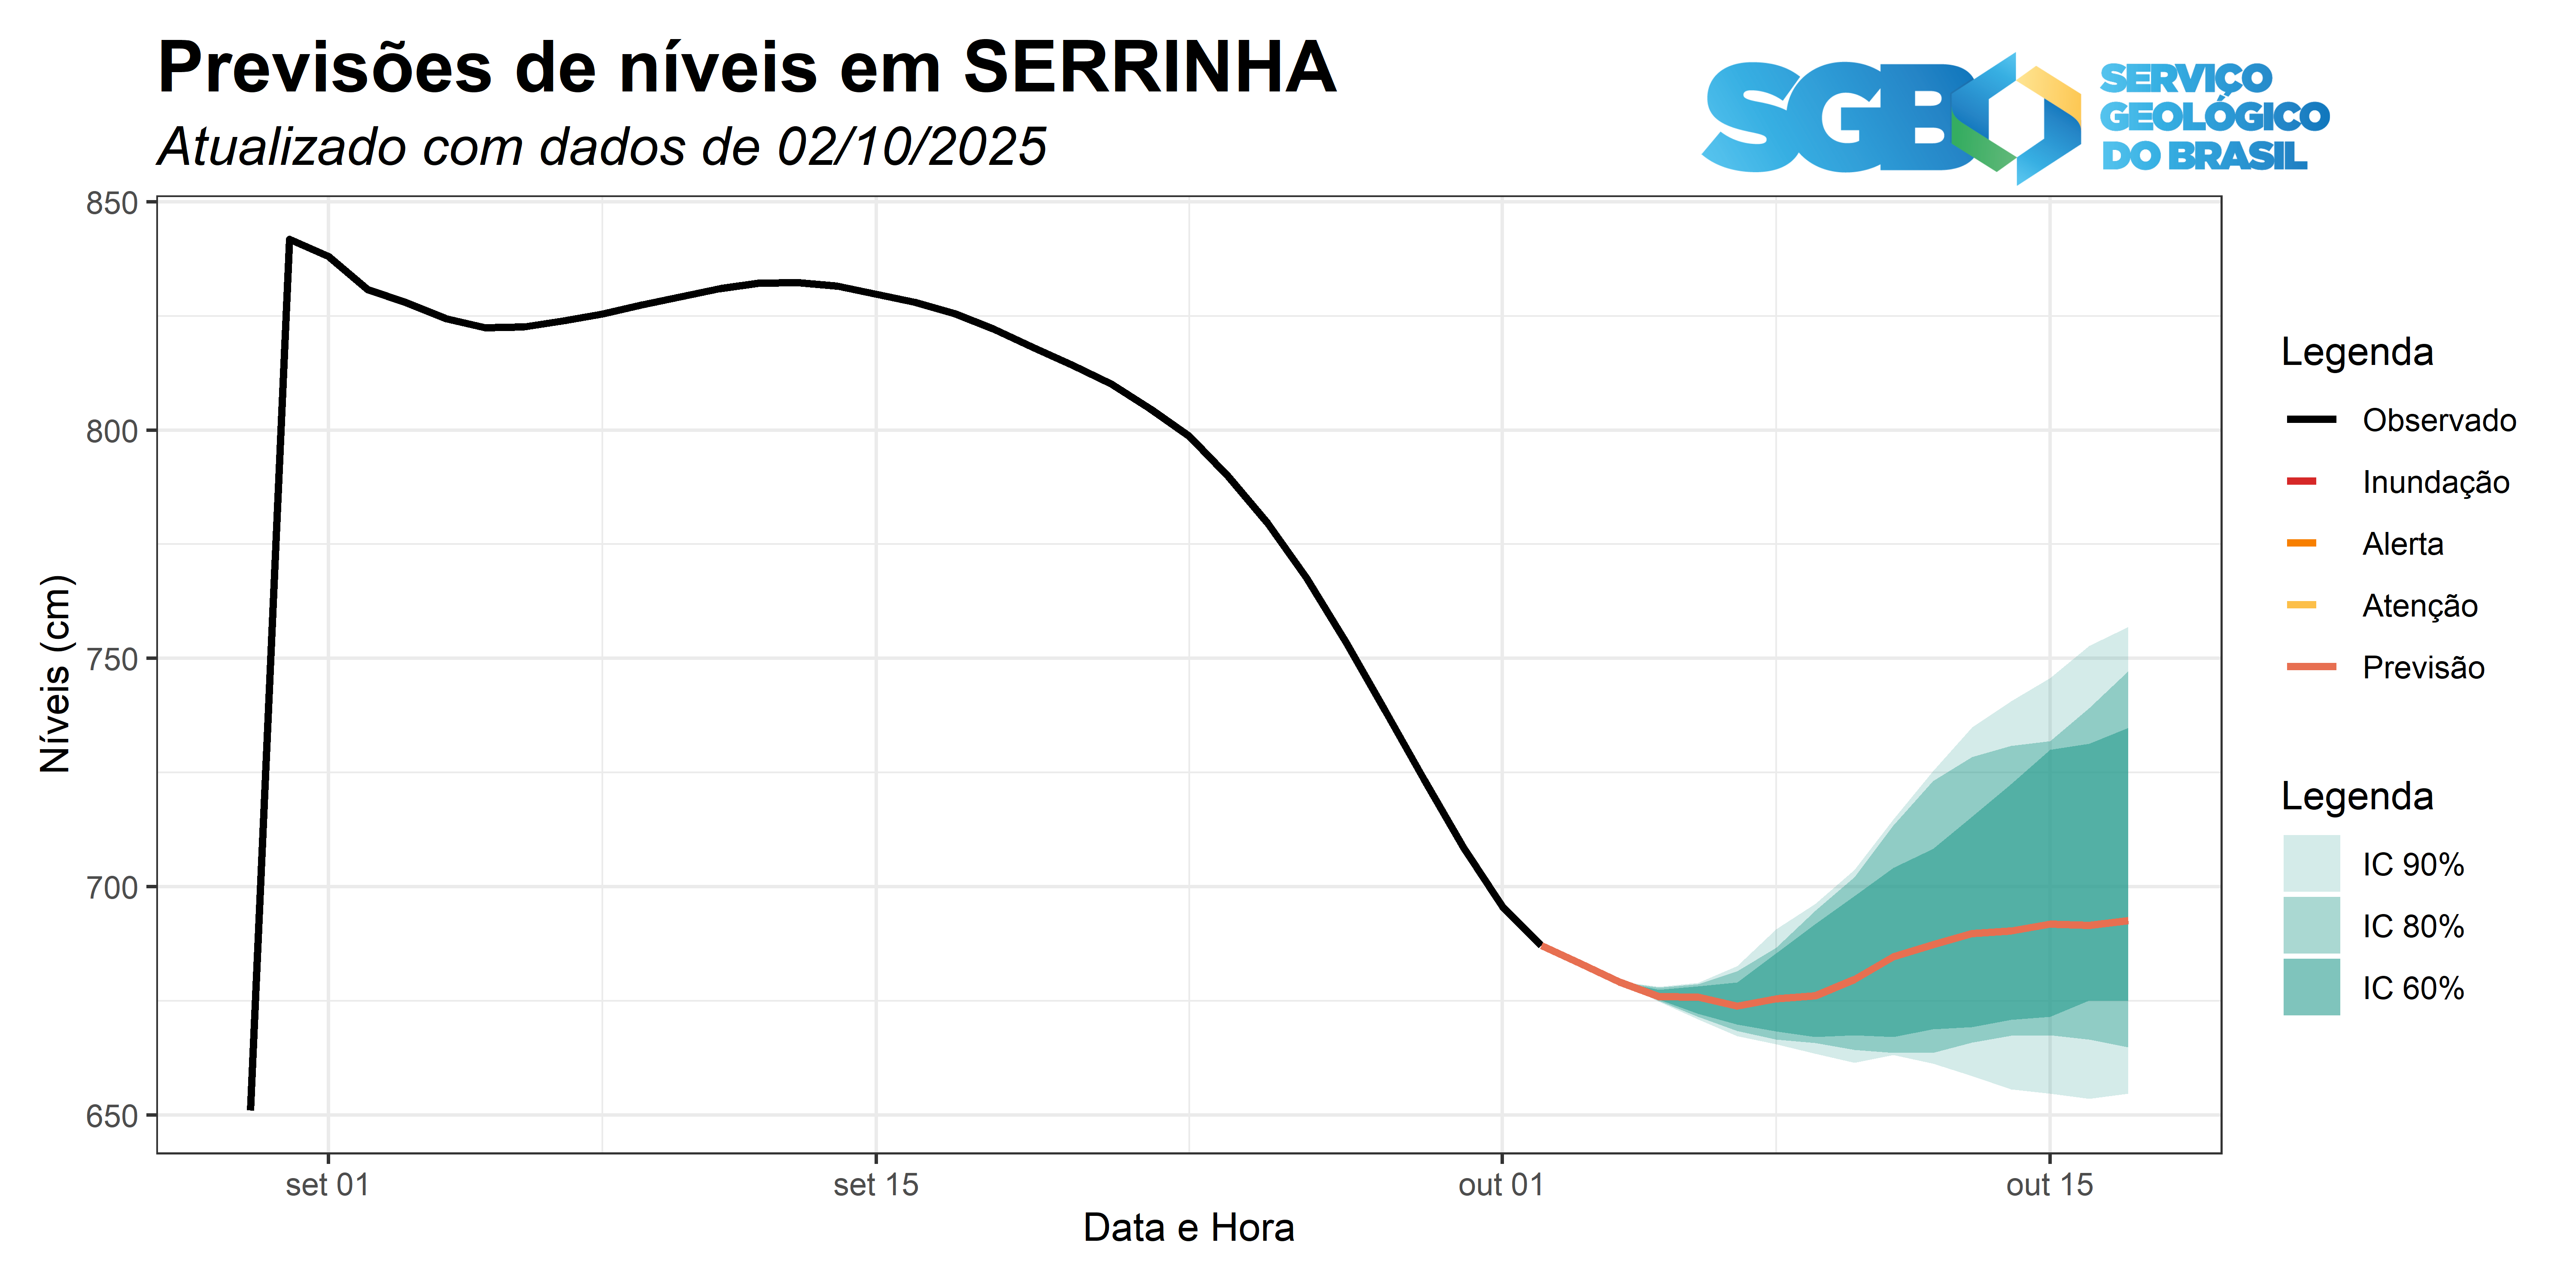 Previsões de níveis em SERRINHA
Atualizado com dados de 02/10/2025
SGB
SERVIÇO
GEOLÓGICO
DO BRASIL
Níveis (cm)
850
800
750
700
650
set 01
set 15
out 01
out 15
Data e Hora
Legenda
Observado
Inundação
Alerta
Atenção
Previsão
Legenda
IC 90%
IC 80%
IC 60%